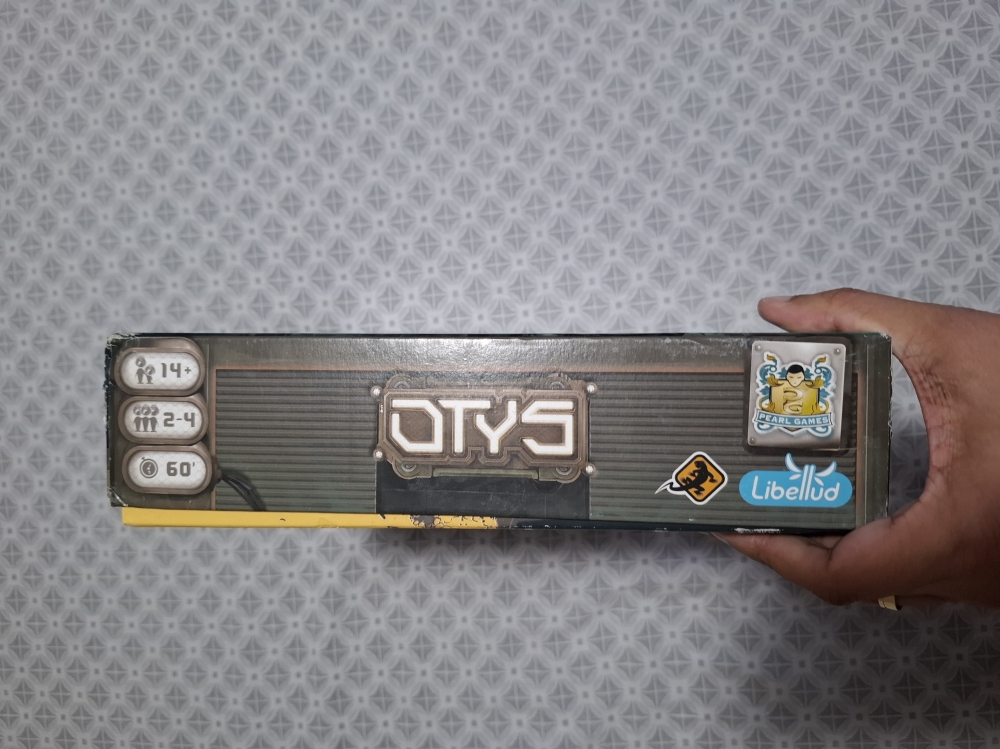 14+
2-4
60'
OTYS
PEARL GAMES
Libellud